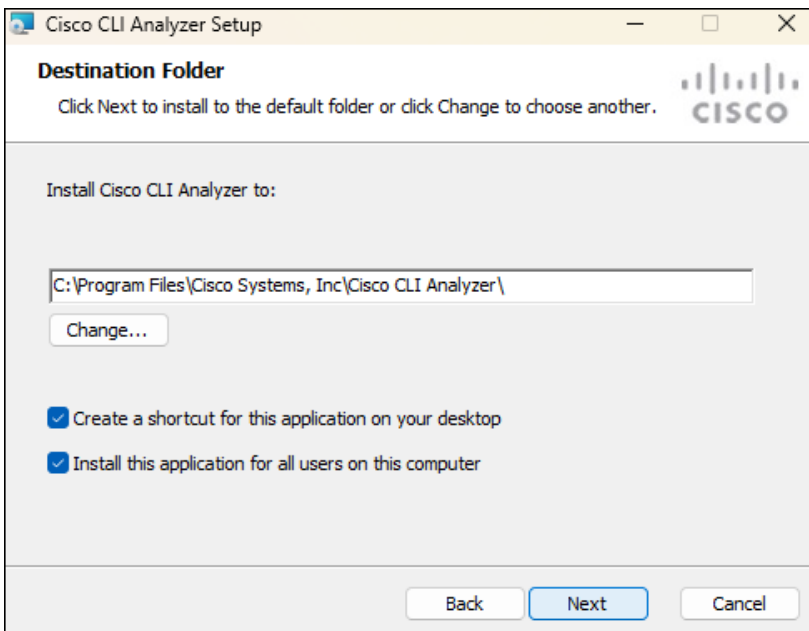 Cisco CLI Analyzer Setup
Destination Folder
Click Next to install to the default folder or click Change to choose another.
CISCO
Install Cisco CLI Analyzer to:
C:\Program Files\Cisco Systems, Inc\Cisco CLI Analyzer\
Change...
Create a shortcut for this application on your desktop
Install this application for all users on this computer
Back Next Cancel